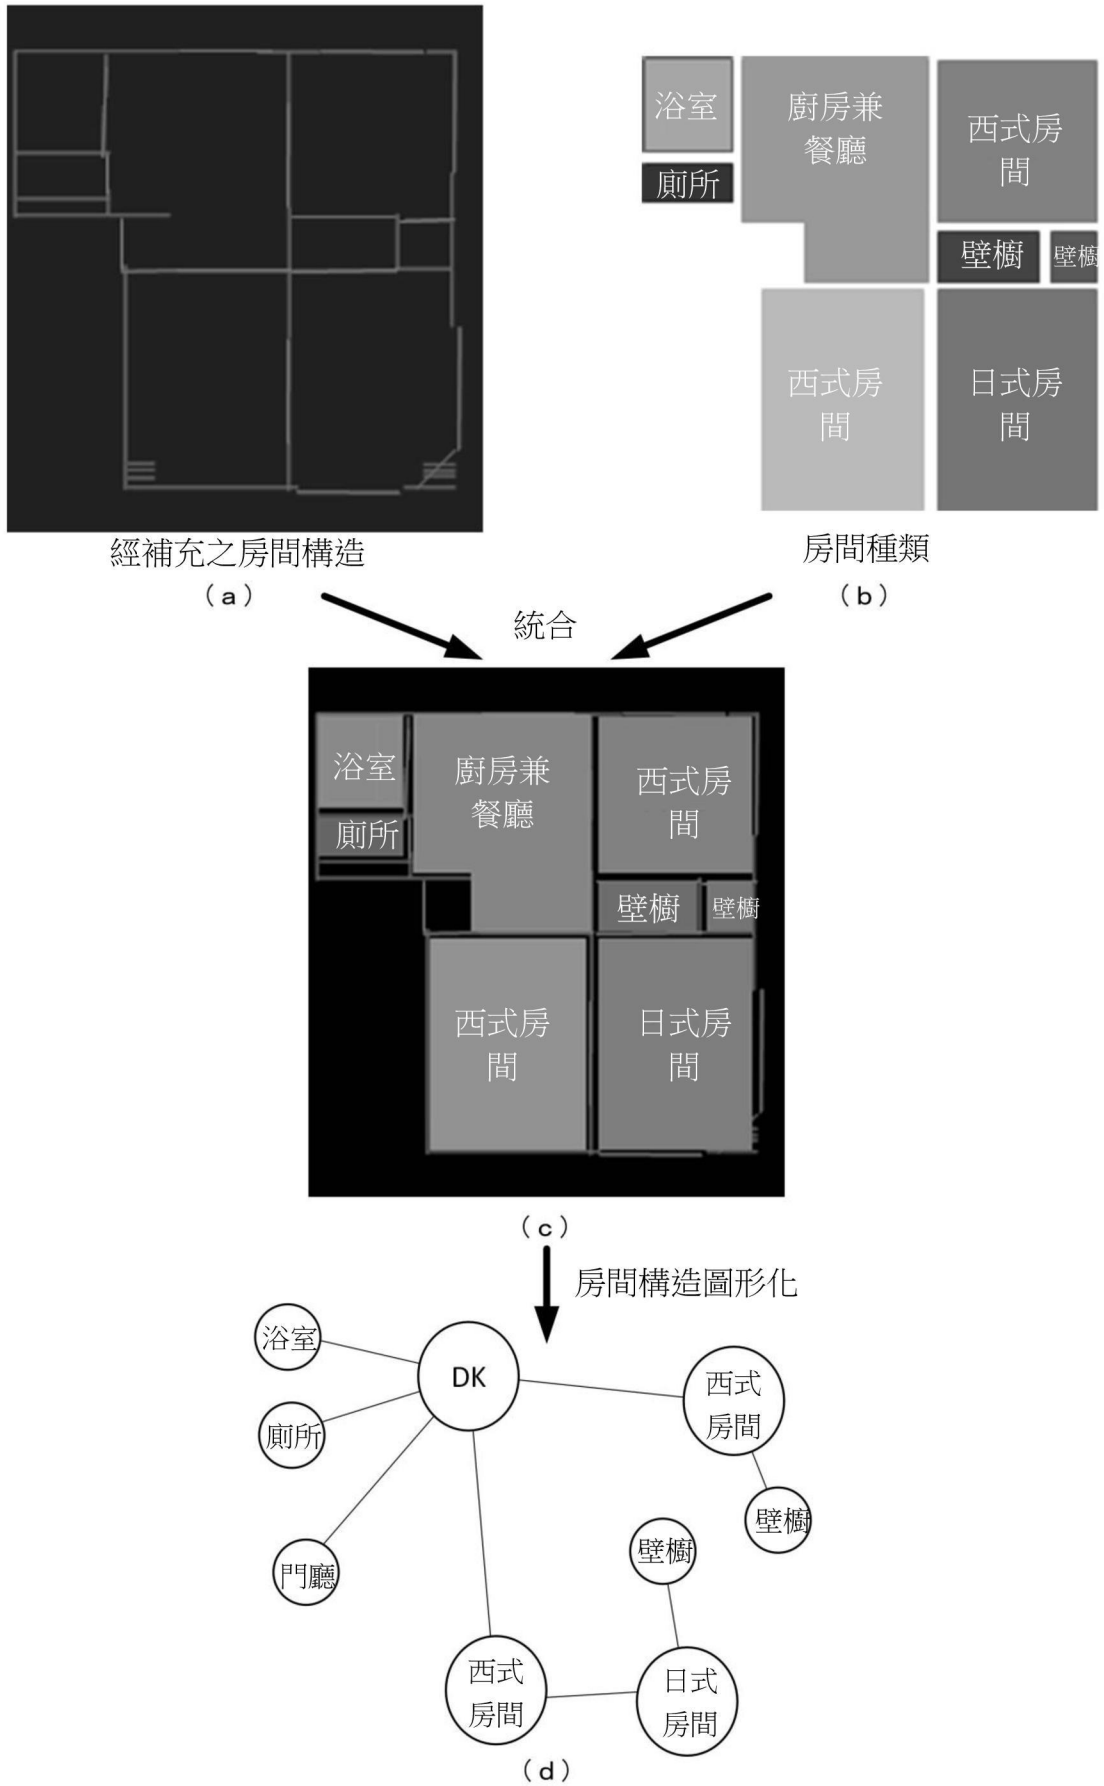 浴室
廚房兼
餐廳
西式房
間
廁所
壁櫥
壁櫥
西式房
間
日式房
間
經補充之房間構造
(a)
房間種類
(b)
統合
浴室
廚房兼
餐廳
西式房
間
廁所
壁櫥
壁櫥
西式房
間
日式房
間
(c)
房間構造圖形化
浴室
DK
西式
房間
廁所
壁櫥
壁櫥
門廳
西式
房間
日式
房間
(d)